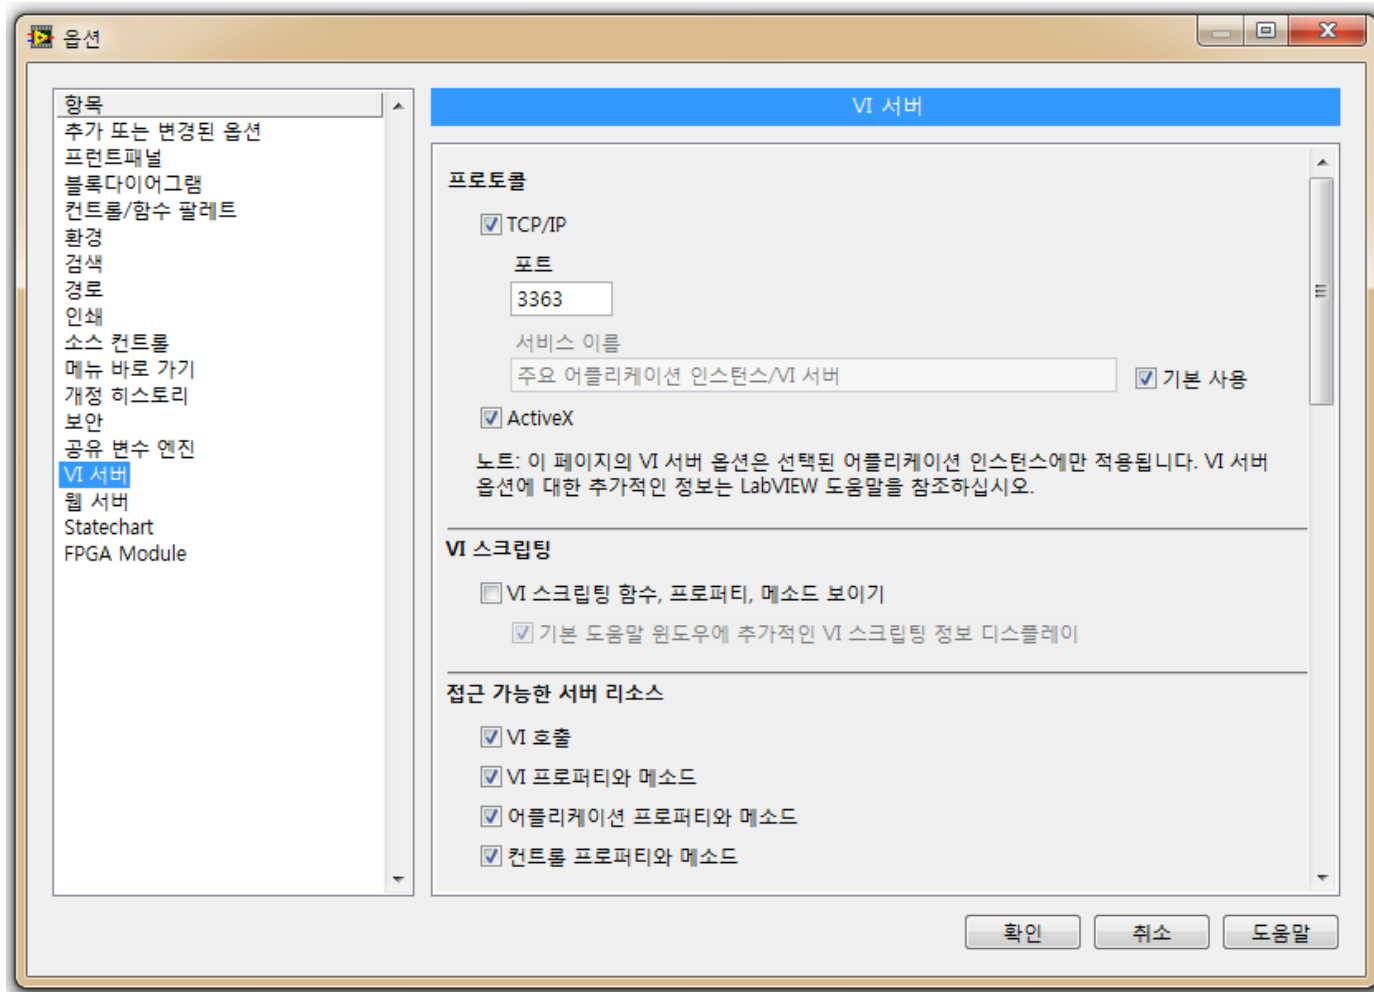 옵션
항목
추가 또는 변경된 옵션
프런트패널
블록다이어그램
컨트롤/함수 팔레트
환경
검색
경로
인쇄
소스 컨트롤
메뉴 바로 가기
개정 히스토리
보안
공유 변수 엔진
VI 서버
웹 서버
Statechart
FPGA Module
VI 서버
프로토콜
TCP/IP
포트
3363
서비스 이름
주요 어플리케이션 인스턴스/VI 서버
기본 사용
ActiveX
노트: 이 페이지의 VI 서버 옵션은 선택된 어플리케이션 인스턴스에만 적용됩니다. VI 서버
옵션에 대한 추가적인 정보는 LabVIEW 도움말을 참조하십시오.
VI 스크립팅
VI 스크립팅 함수, 프로퍼티, 메소드 보이기
기본 도움말 윈도우에 추가적인 VI 스크립팅 정보 디스플레이
접근 가능한 서버 리소스
VI 호출
VI 프로퍼티와 메소드
어플리케이션 프로퍼티와 메소드
컨트롤 프로퍼티와 메소드
확인
취소
도움말